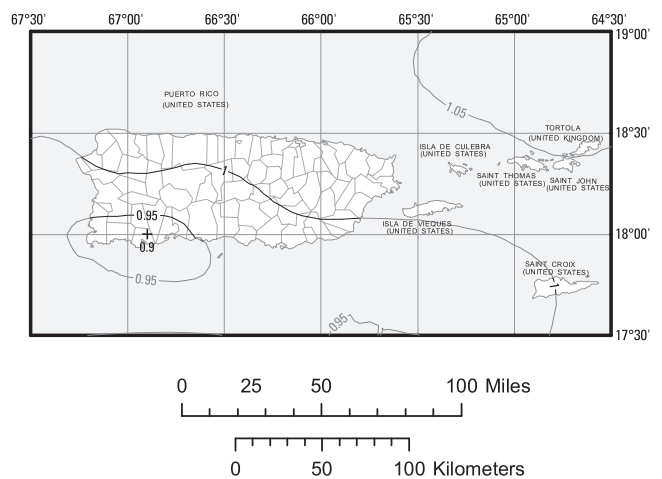 67°30' 67°00' 66°30' 66°00' 65°30' 65°00' 64°30'
19°00'
PUERTO RICO
(UNITED STATES)
1.05
TORTOLA
(UNITED KINGDOM)
18°30'
ISLA DE CULEBRA
(UNITED STATES)
1
SAINT THOMAS
(UNITED STATES)
SAINT JOHN
(UNITED STATES
0.95
ISLA DE VIEQUES
(UNITED STATES)
18°00'
0.9
0.95
SAINT CROIX
(UNITED STATES)
1
0.95
17°30'
0 25 50 100 Miles
0 50 100 Kilometers